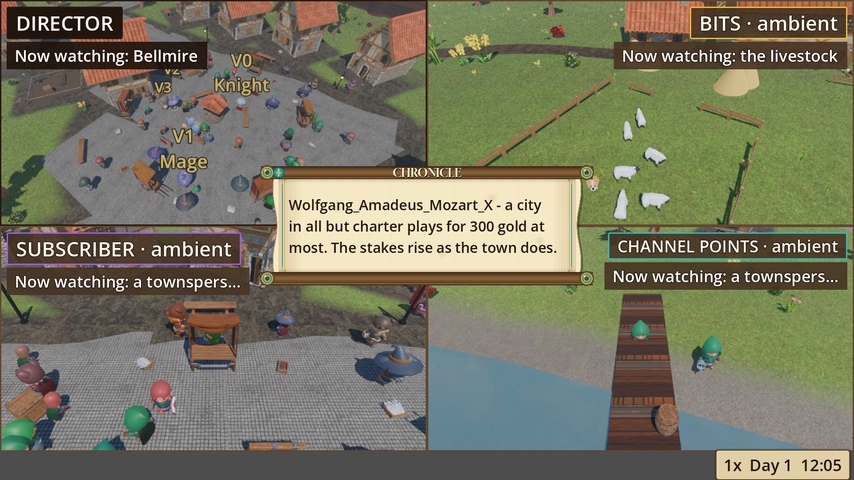 DIRECTOR
Now watching: Bellmire
V2
V3
V0
Knight
V1
Mage
BITS · ambient
Now watching: the livestock
CHRONICLE
Wolfgang_Amadeus_Mozart_X - a city
in all but charter plays for 300 gold at
most. The stakes rise as the town does.
SUBSCRIBER · ambient
Now watching: a townspers...
CHANNEL POINTS · ambient
Now watching: a townspers...
1x Day 1 12:05